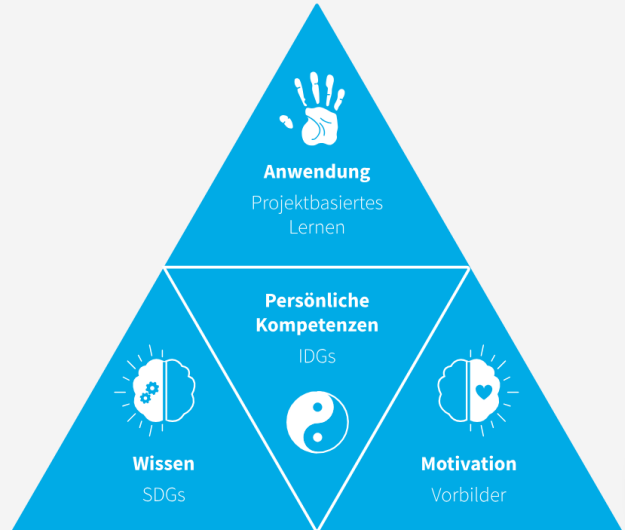 Anwendung
Projektbasiertes
Lernen
Persönliche
Kompetenzen
IDGs
Wissen
SDGs
Motivation
Vorbilder